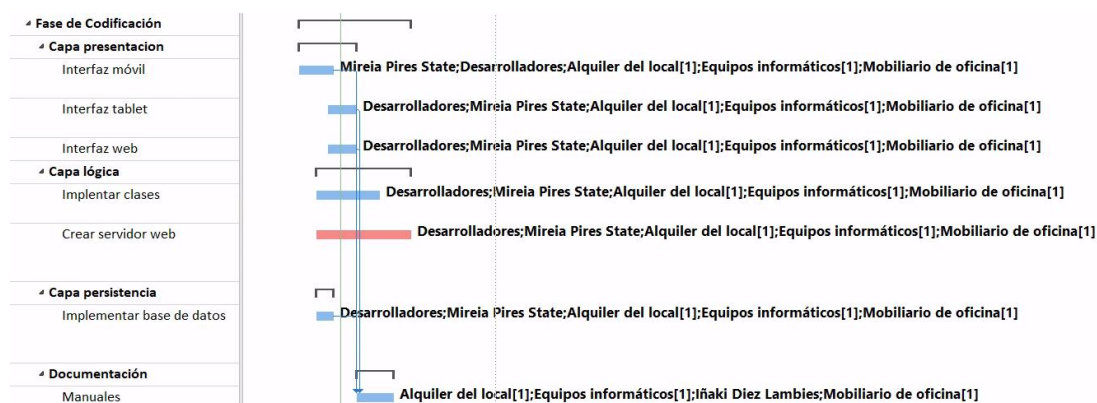 Fase de Codificación
Capa presentacion
Interfaz móvil Mireia Pires State;Desarrolladores;Alquiler del local[1];Equipos informáticos[1];Mobiliario de oficina[1]
Interfaz tablet Desarrolladores;Mireia Pires State;Alquiler del local[1];Equipos informáticos[1];Mobiliario de oficina[1]
Interfaz web Desarrolladores;Mireia Pires State;Alquiler del local[1];Equipos informáticos[1];Mobiliario de oficina[1]
Capa lógica
Implentar clases Desarrolladores;Mireia Pires State;Alquiler del local[1];Equipos informáticos[1];Mobiliario de oficina[1]
Crear servidor web Desarrolladores;Mireia Pires State;Alquiler del local[1];Equipos informáticos[1];Mobiliario de oficina[1]
Capa persistencia
Implementar base de datos Desarrolladores;Mireia Pires State;Alquiler del local[1];Equipos informáticos[1];Mobiliario de oficina[1]
Documentación
Manuales Alquiler del local[1];Equipos informáticos[1];Iñaki Diez Lambies;Mobiliario de oficina[1]